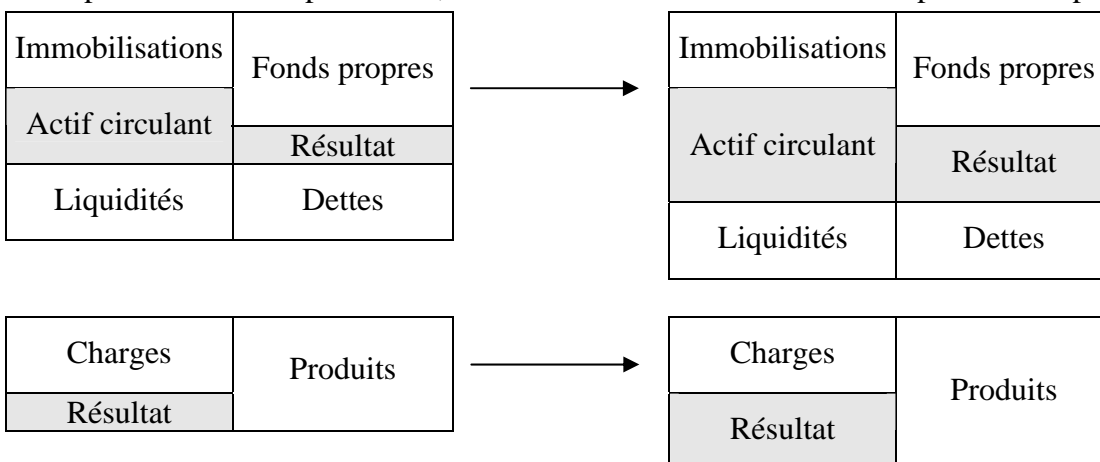 Immobilisations
Fonds propres
Actif circulant
Résultat
Liquidités
Dettes
Immobilisations
Fonds propres
Actif circulant
Résultat
Liquidités
Dettes
Charges
Produits
Résultat
Charges
Produits
Résultat